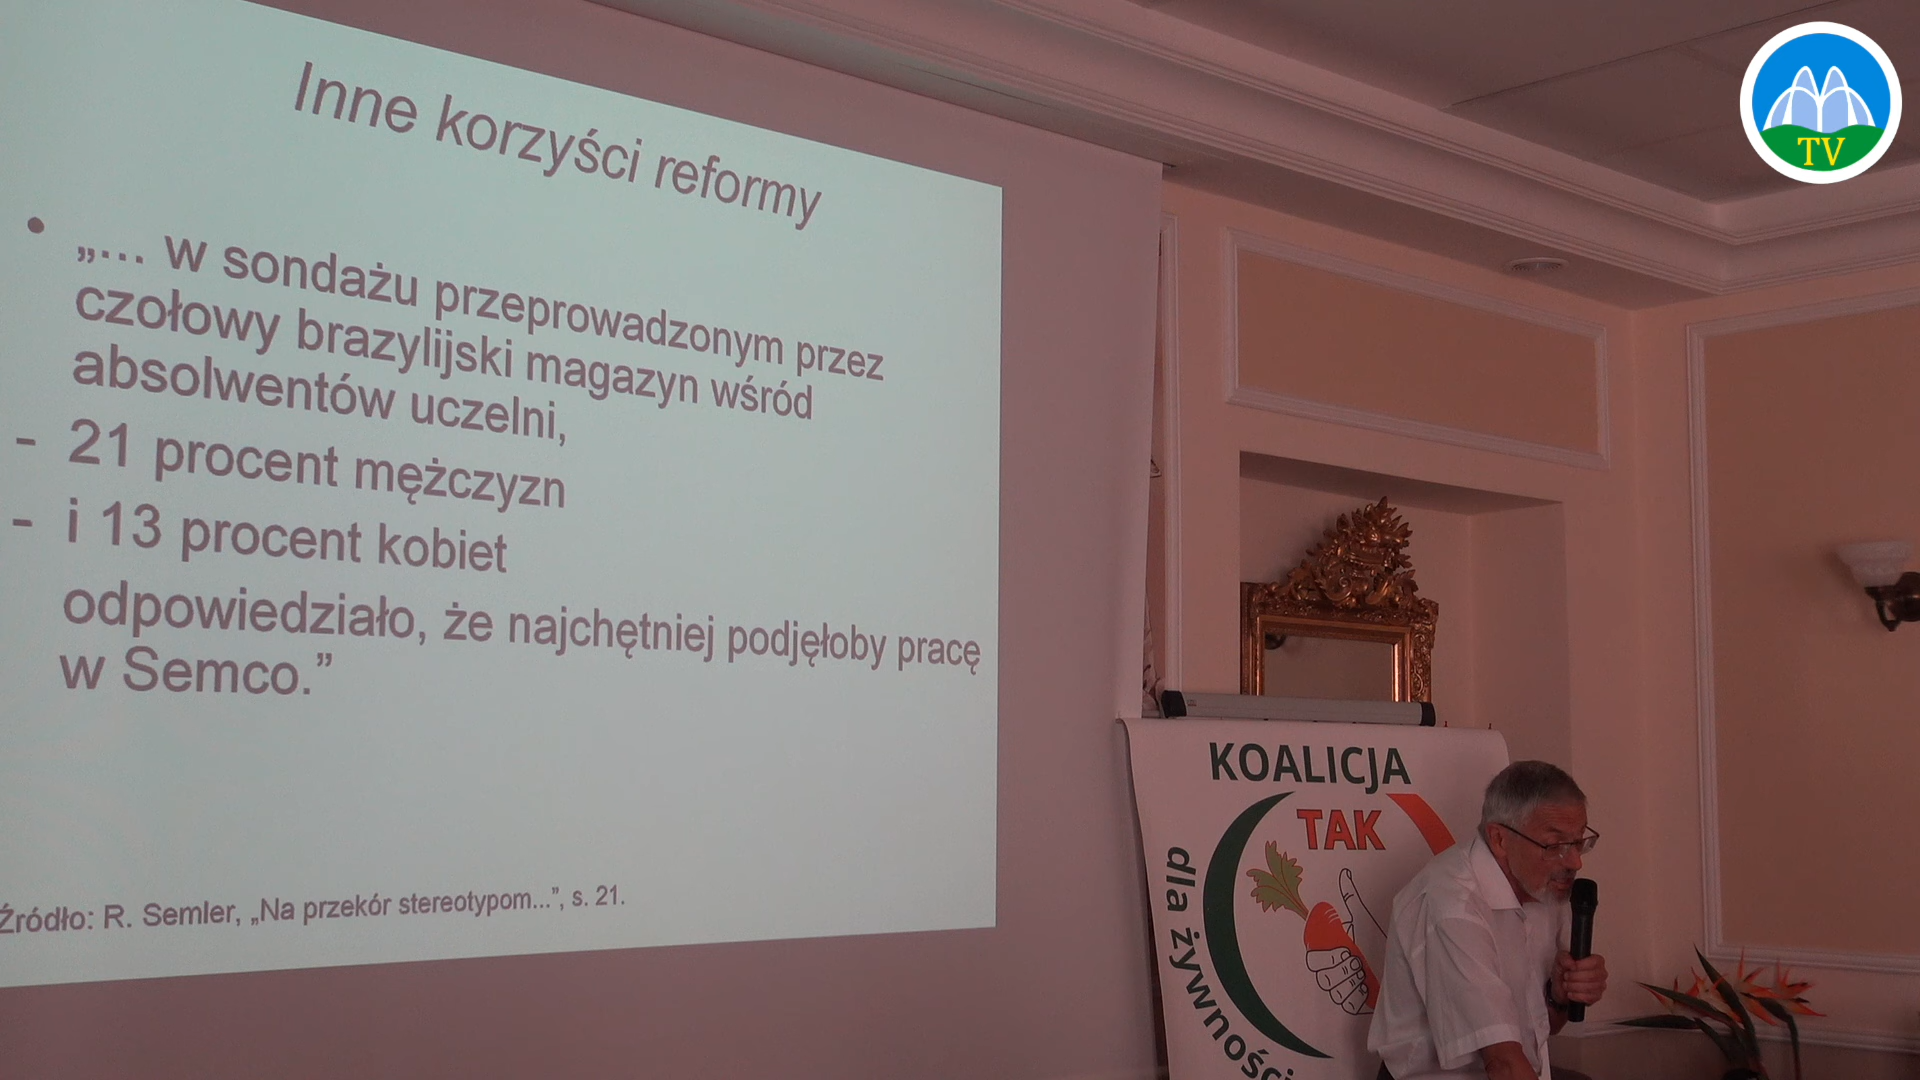 Inne korzyści reformy
• „... w sondażu przeprowadzonym przez
czołowy brazylijski magazyn wśród
absolwentów uczelni,
- 21 procent mężczyzn
- i 13 procent kobiet
odpowiedziało, że najchętniej podjęłoby pracę
w Semco.”
Źródło: R. Semler, „Na przekór stereotypom...”, s. 21.
TV
KOALICJA
TAK
dla żywnośc